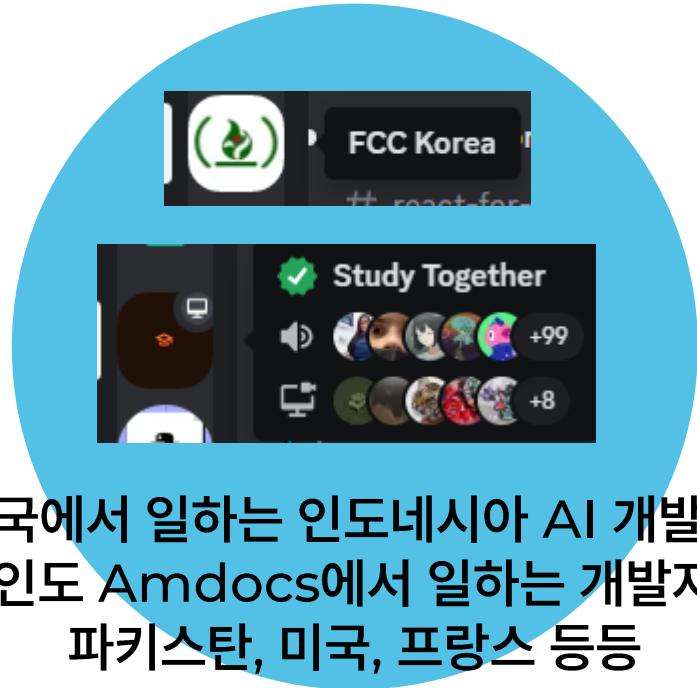 FCC Korea
# react-for-
Study Together
+99
+8
국에서 일하는 인도네시아 AI 개발
인도 Amdocs에서 일하는 개발자
파키스탄, 미국, 프랑스 등등